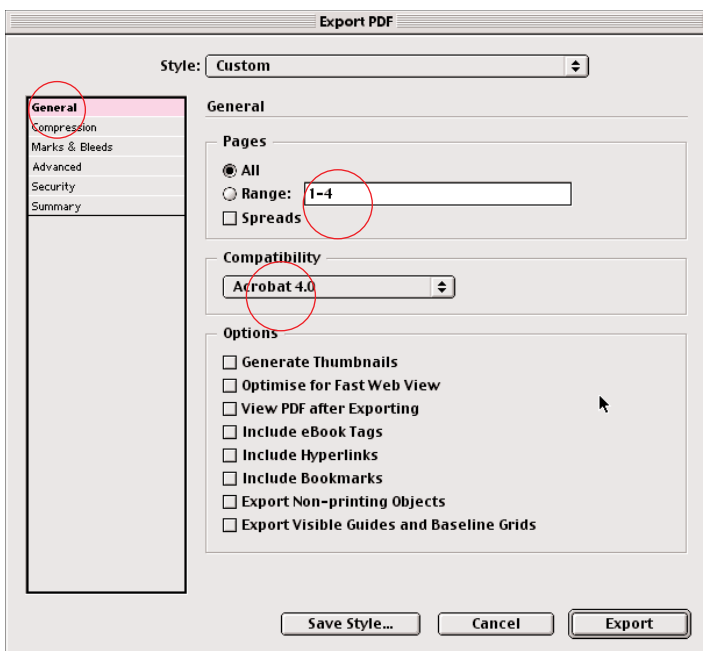 Export PDF
Style: Custom
General
Compression
Marks & Bleeds
Advanced
Security
Summary
General
Pages
All
Range: 1-4
Spreads
Compatibility
Acrobat 4.0
Options
Generate Thumbnails
Optimise for Fast Web View
View PDF after Exporting
Include eBook Tags
Include Hyperlinks
Include Bookmarks
Export Non-printing Objects
Export Visible Guides and Baseline Grids
Save Style... Cancel Export